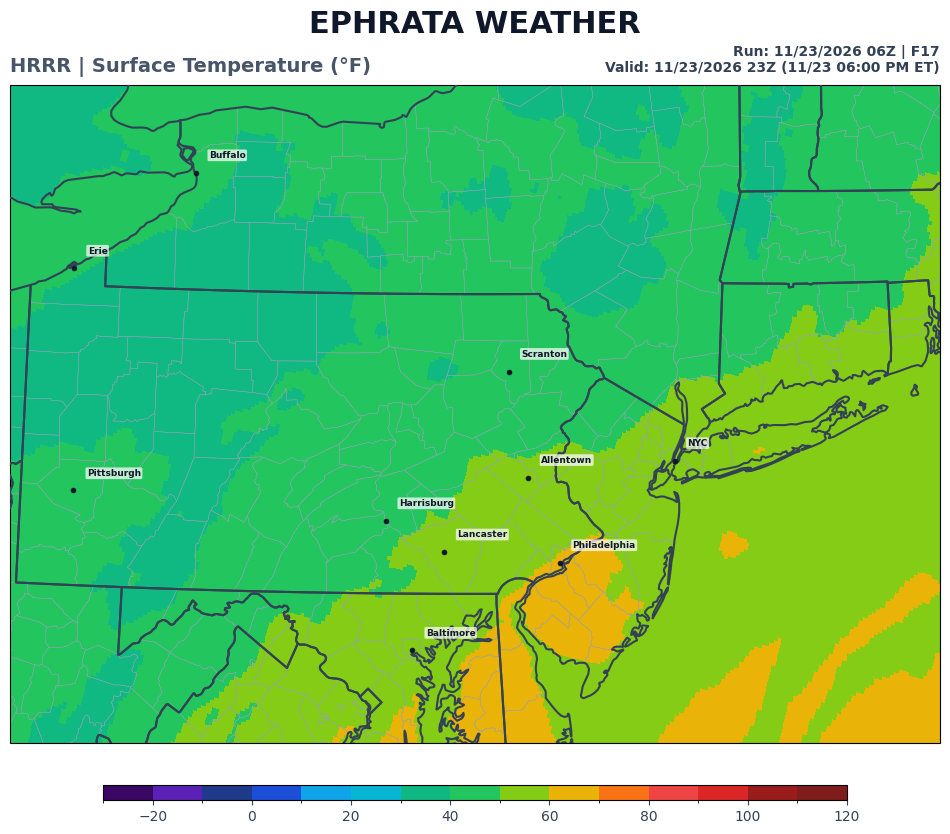 EPHRATA WEATHER
HRRR | Surface Temperature (°F)
Run: 11/23/2026 06Z | F17
Valid: 11/23/2026 23Z (11/23 06:00 PM ET)
Buffalo
Erie
Scranton
NYC
Allentown
Pittsburgh
Harrisburg
Lancaster
Philadelphia
Baltimore
−20 0 20 40 60 80 100 120